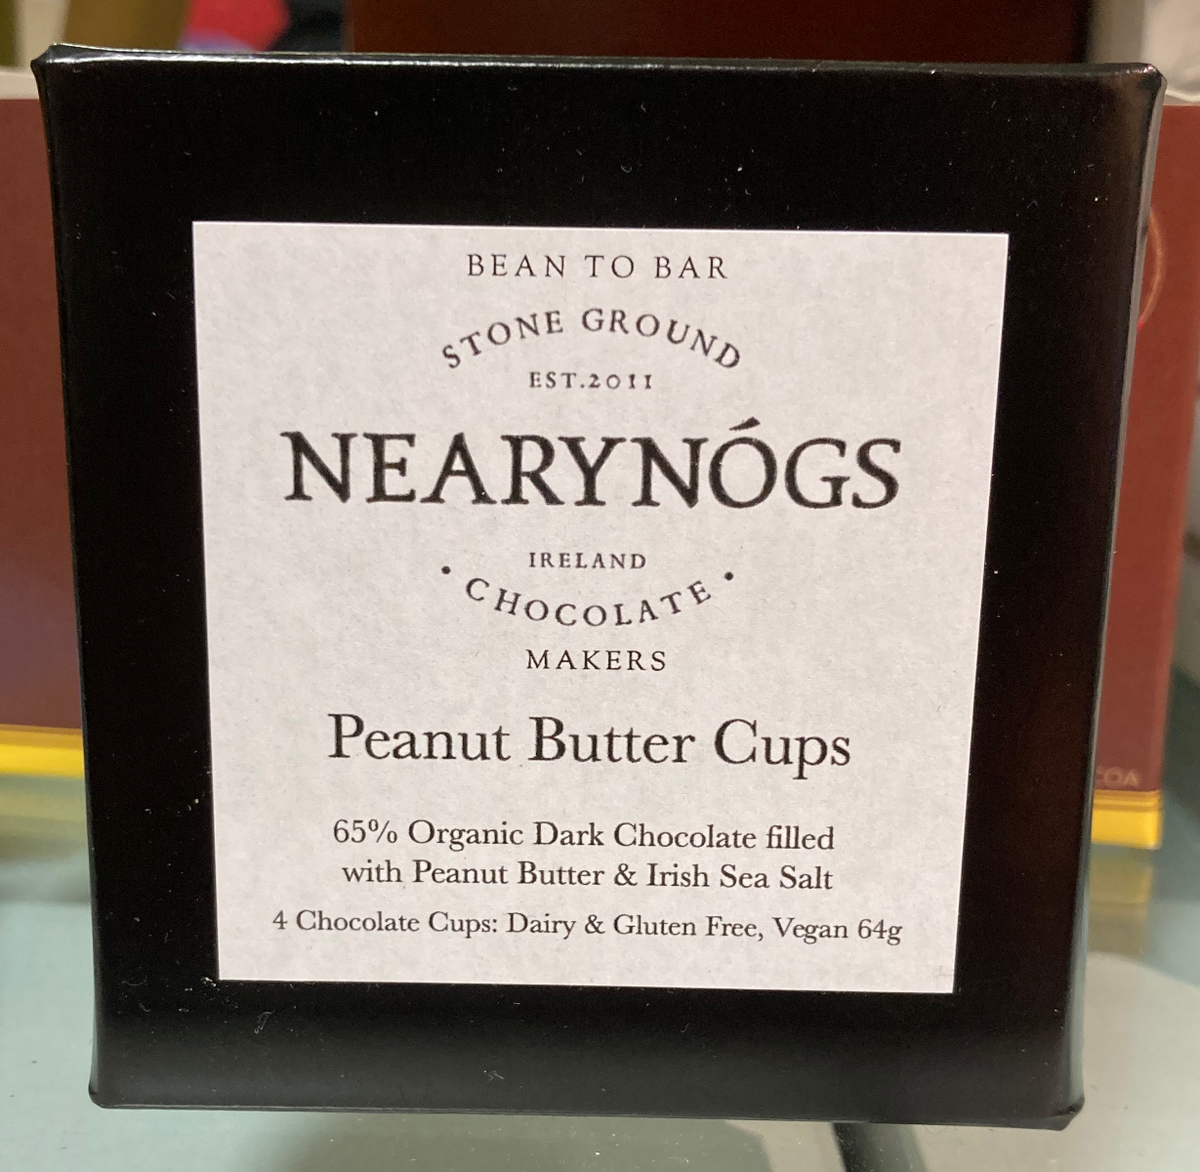 BEAN TO BAR
STONE GROUND
EST.2011
NEARYNÓGS
IRELAND
• CHOCOLATE •
MAKERS
Peanut Butter Cups
65% Organic Dark Chocolate filled
with Peanut Butter & Irish Sea Salt
4 Chocolate Cups: Dairy & Gluten Free, Vegan 64g